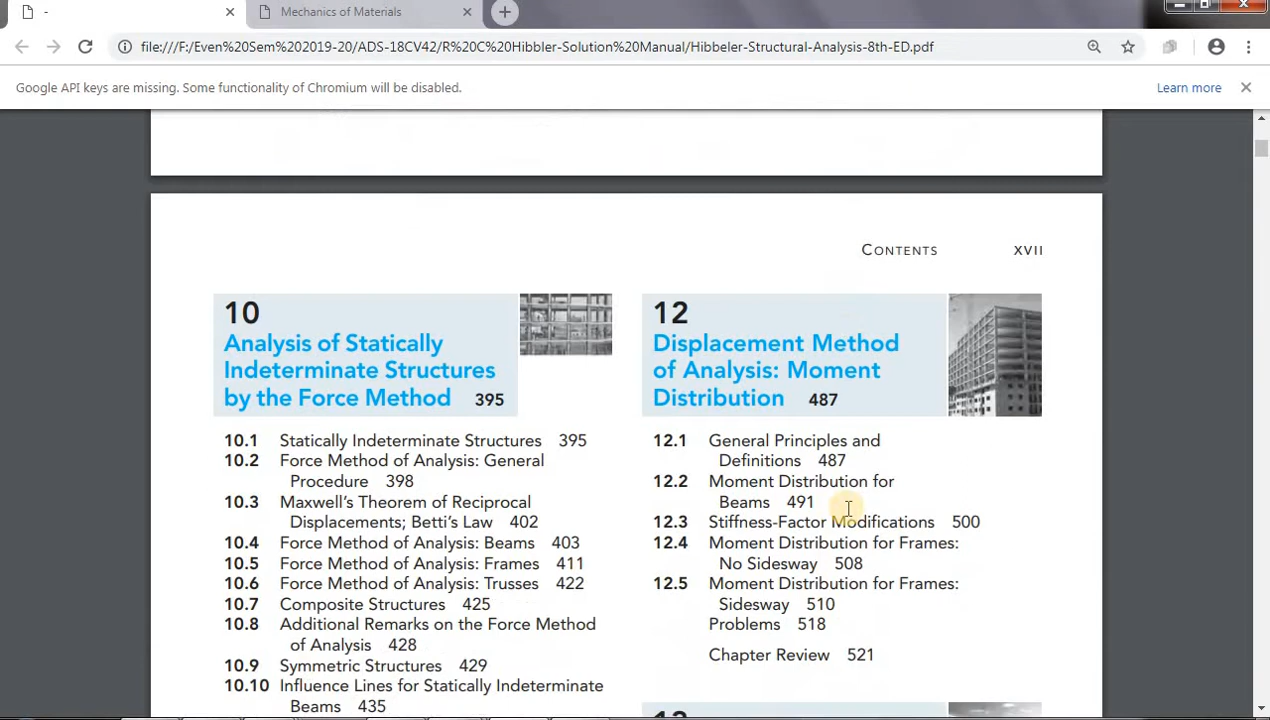 -
Mechanics of Materials
file:///F:/Even%20Sem%202019-20/ADS-18CV42/R%20C%20Hibbler-Solution%20Manual/Hibbeler-Structural-Analysis-8th-ED.pdf
Google API keys are missing. Some functionality of Chromium will be disabled.
Learn more
CONTENTS XVII
10
Analysis of Statically
Indeterminate Structures
by the Force Method 395
10.1 Statically Indeterminate Structures 395
10.2 Force Method of Analysis: General
Procedure 398
10.3 Maxwell's Theorem of Reciprocal
Displacements; Betti's Law 402
10.4 Force Method of Analysis: Beams 403
10.5 Force Method of Analysis: Frames 411
10.6 Force Method of Analysis: Trusses 422
10.7 Composite Structures 425
10.8 Additional Remarks on the Force Method
of Analysis 428
10.9 Symmetric Structures 429
10.10 Influence Lines for Statically Indeterminate
Beams 435
12
Displacement Method
of Analysis: Moment
Distribution 487
12.1 General Principles and
Definitions 487
12.2 Moment Distribution for
Beams 491
12.3 Stiffness-Factor Modifications 500
12.4 Moment Distribution for Frames:
No Sidesway 508
12.5 Moment Distribution for Frames:
Sidesway 510
Problems 518
Chapter Review 521